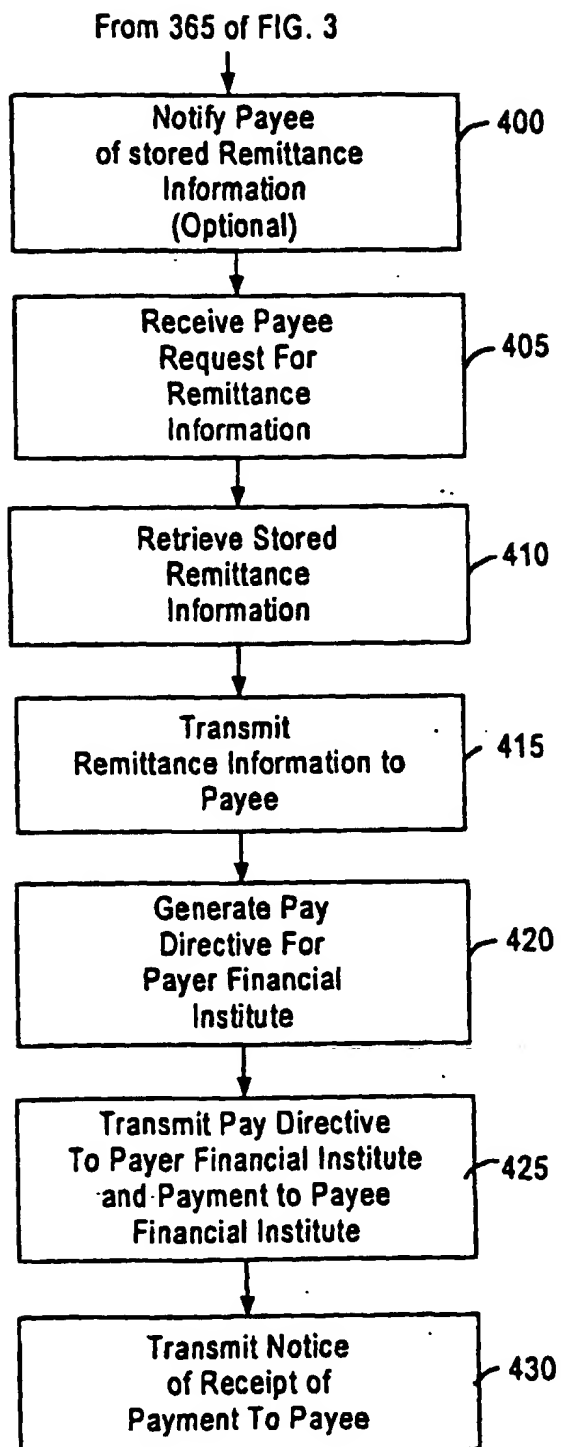 From 365 of FIG. 3
Notify Payee
of stored Remittance
Information
(Optional)
400
Receive Payee
Request For
Remittance
Information
405
Retrieve Stored
Remittance
Information
410
Transmit
Remittance Information to
Payee
415
Generate Pay
Directive For
Payer Financial
Institute
420
Transmit Pay Directive
To Payer Financial Institute
and Payment to Payee
Financial Institute
425
Transmit Notice
of Receipt of
Payment To Payee
430